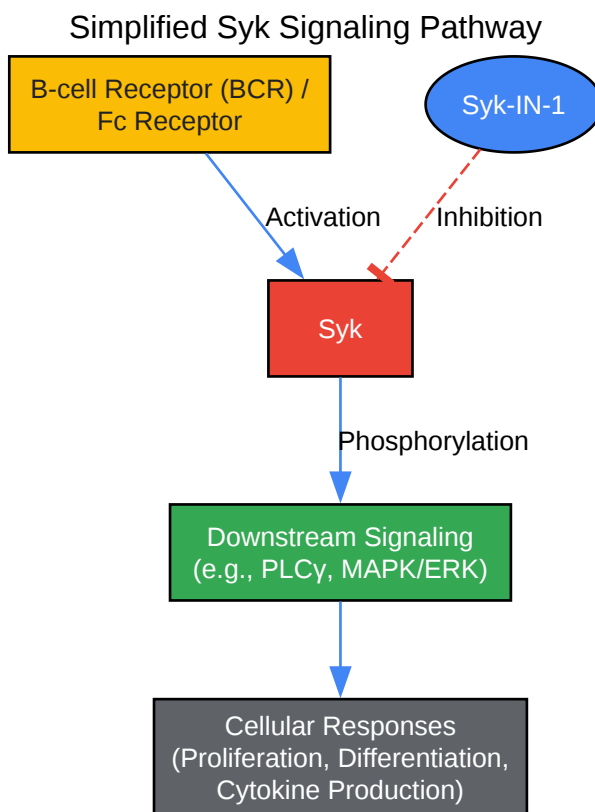 Simplified Syk Signaling Pathway
B-cell Receptor (BCR) /
Fc Receptor
Syk-IN-1
Activation
Inhibition
Syk
Phosphorylation
Downstream Signaling
(e.g., PLCγ, MAPK/ERK)
Cellular Responses
(Proliferation, Differentiation,
Cytokine Production)